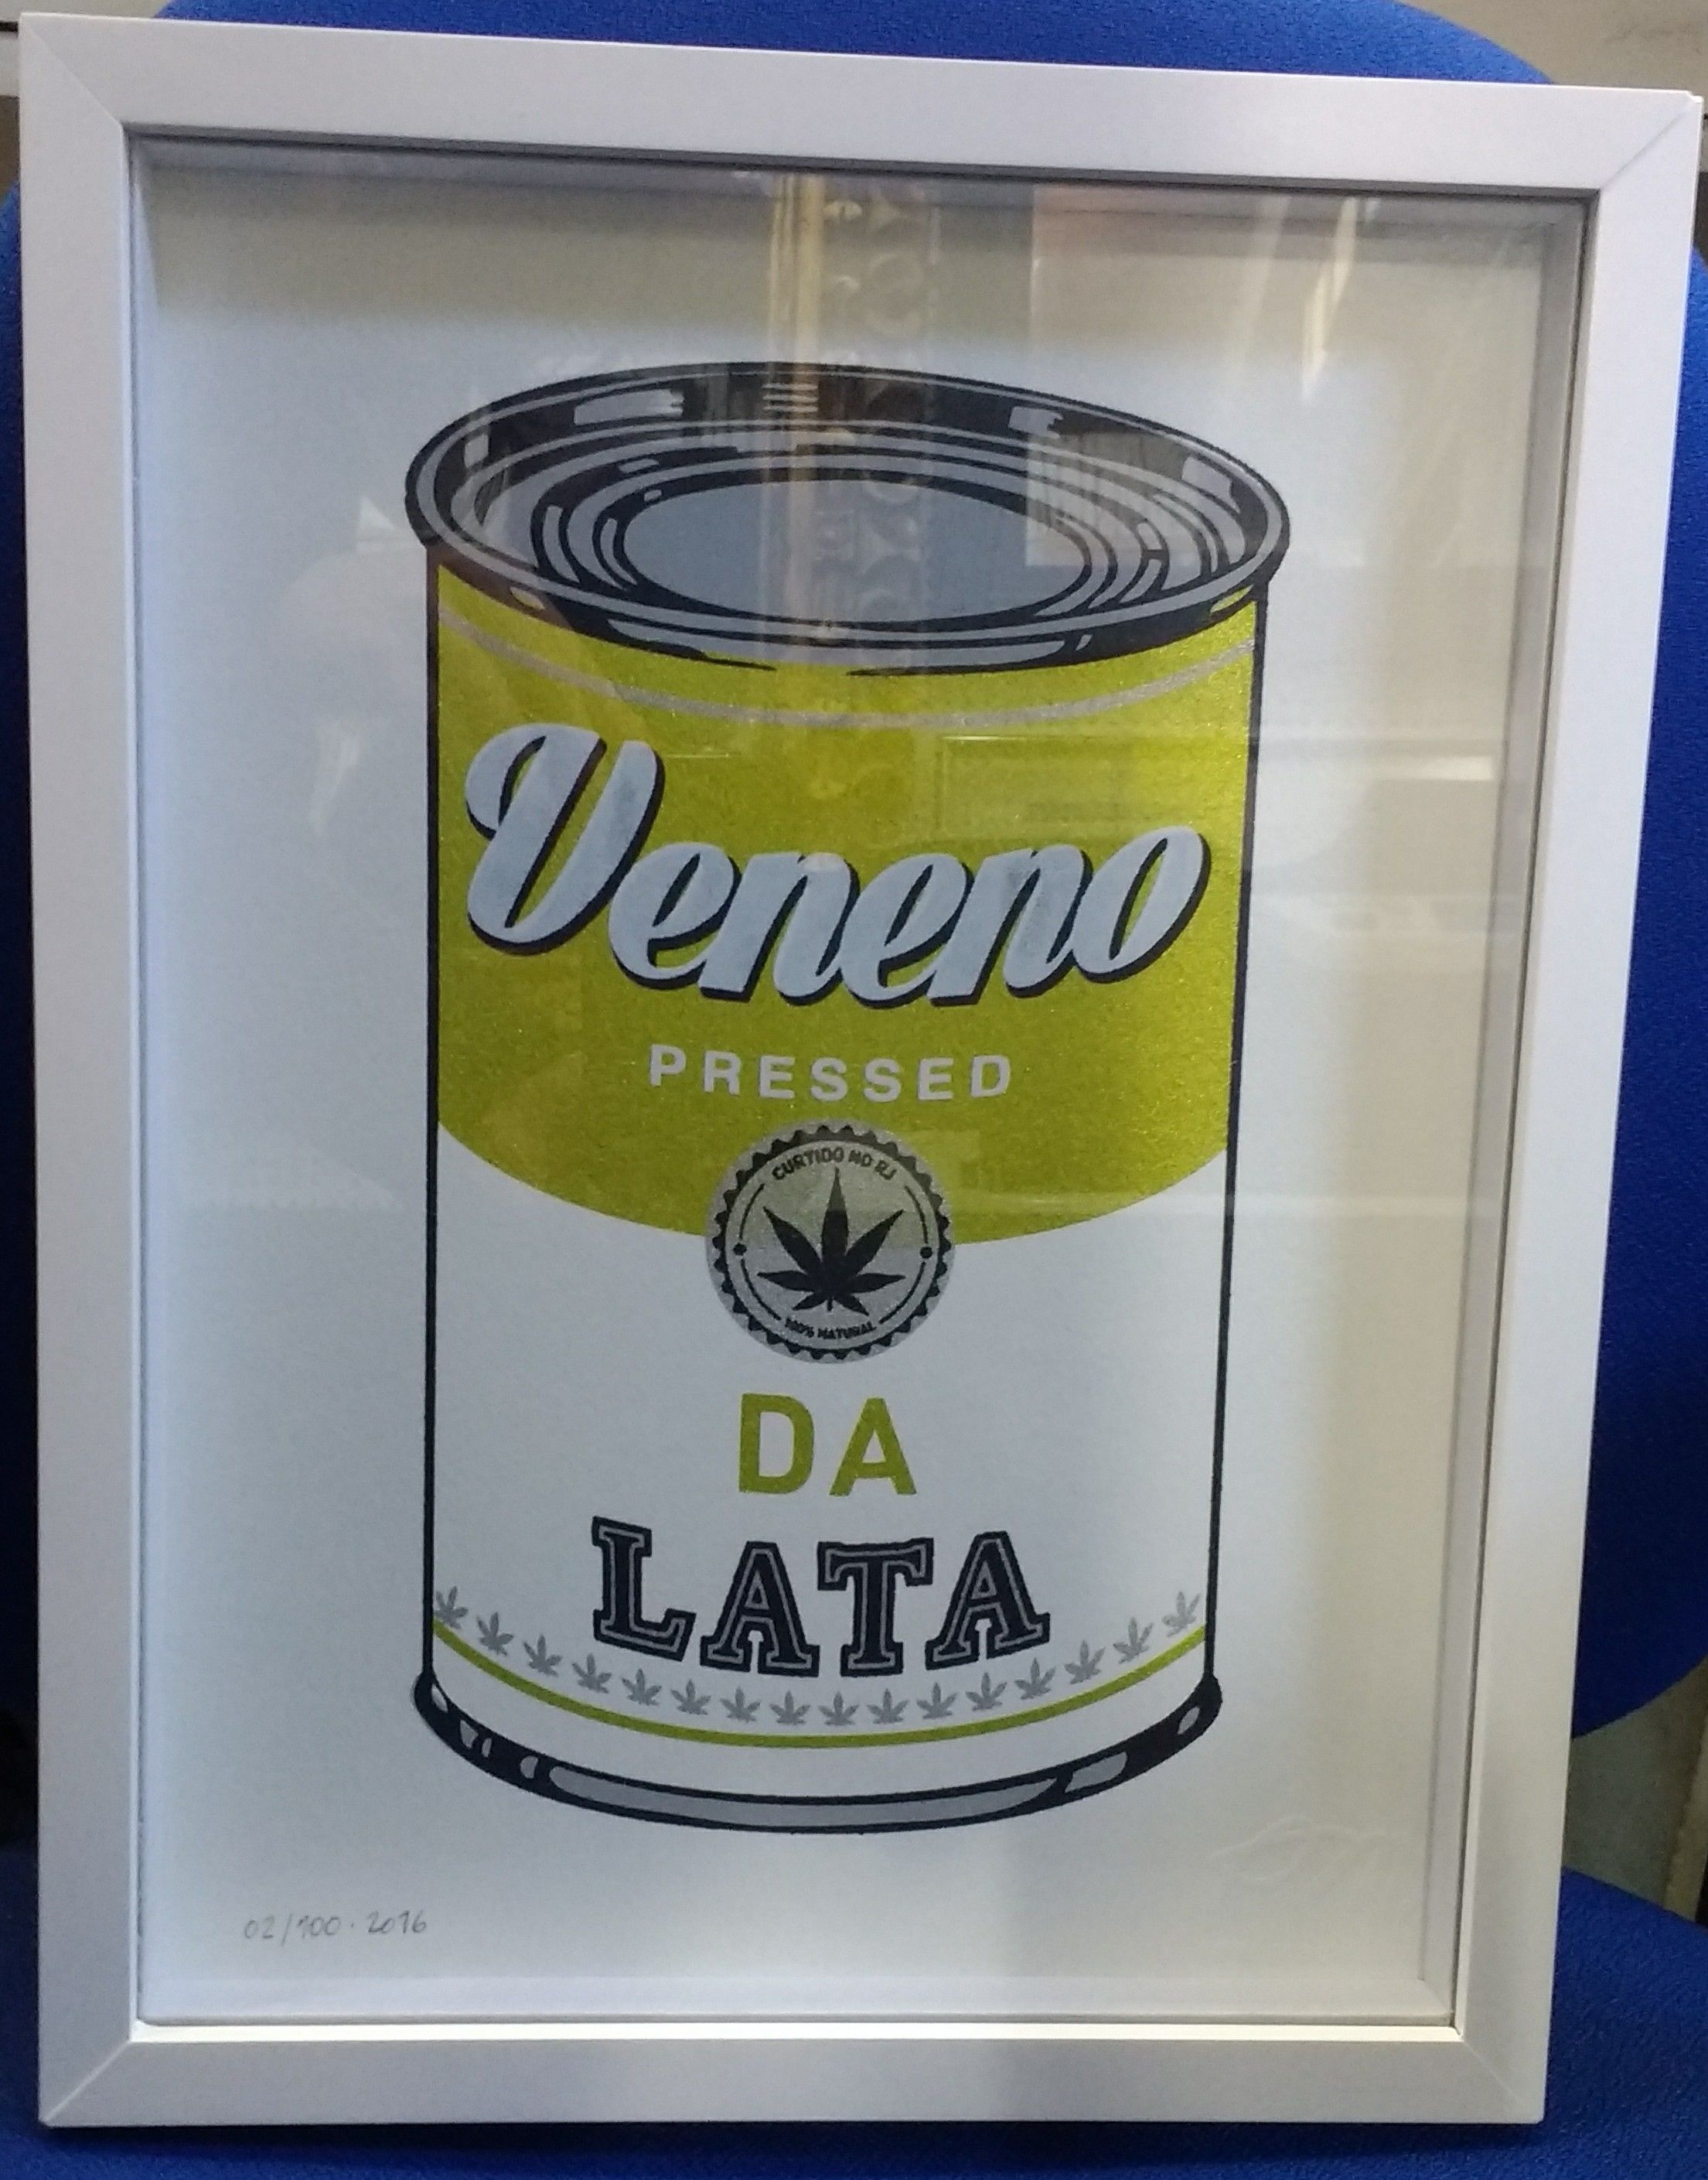 Veneno
PRESSED
CURTIDO NO RJ
100% NATURAL
DA
LATA
02/100 · 2016